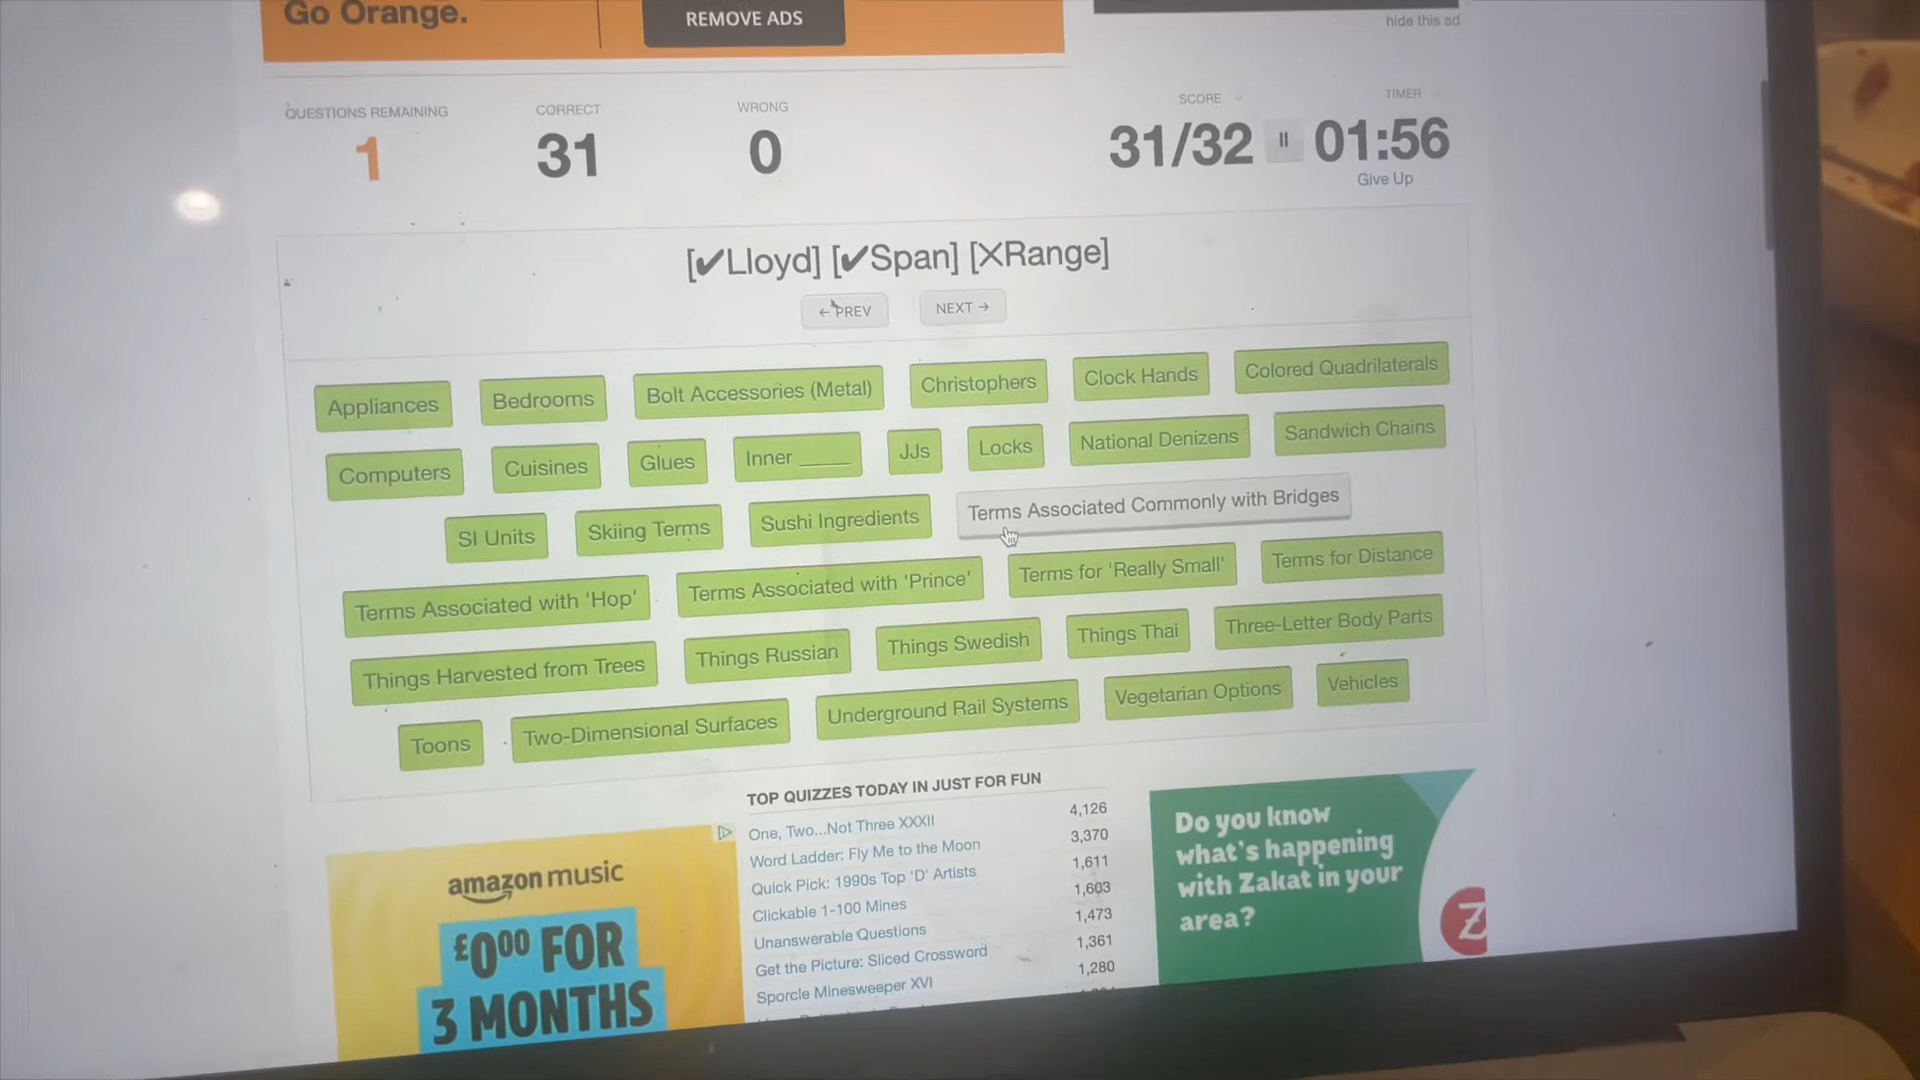 Go Orange.
REMOVE ADS
hide this ad
QUESTIONS REMAINING
1
CORRECT
31
WRONG
0
SCORE
31/32
TIMER
01:56
Give Up
[✔Lloyd] [✔Span] [✕Range]
← PREV
NEXT →
Appliances
Bedrooms
Bolt Accessories (Metal)
Christophers
Clock Hands
Colored Quadrilaterals
Computers
Cuisines
Glues
Inner _____
JJs
Locks
National Denizens
Sandwich Chains
SI Units
Skiing Terms
Sushi Ingredients
Terms Associated Commonly with Bridges
Terms Associated with 'Hop'
Terms Associated with 'Prince'
Terms for 'Really Small'
Terms for Distance
Things Harvested from Trees
Things Russian
Things Swedish
Things Thai
Three-Letter Body Parts
Toons
Two-Dimensional Surfaces
Underground Rail Systems
Vegetarian Options
Vehicles
TOP QUIZZES TODAY IN JUST FOR FUN
One, Two...Not Three XXXII 4,126
Word Ladder: Fly Me to the Moon 3,370
Quick Pick: 1990s Top 'D' Artists 1,611
Clickable 1-100 Mines 1,603
Unanswerable Questions 1,473
Get the Picture: Sliced Crossword 1,361
Sporcle Minesweeper XVI 1,280
amazon music
£000 FOR
3 MONTHS
Do you know
what's happening
with Zakat in your
area?
Z